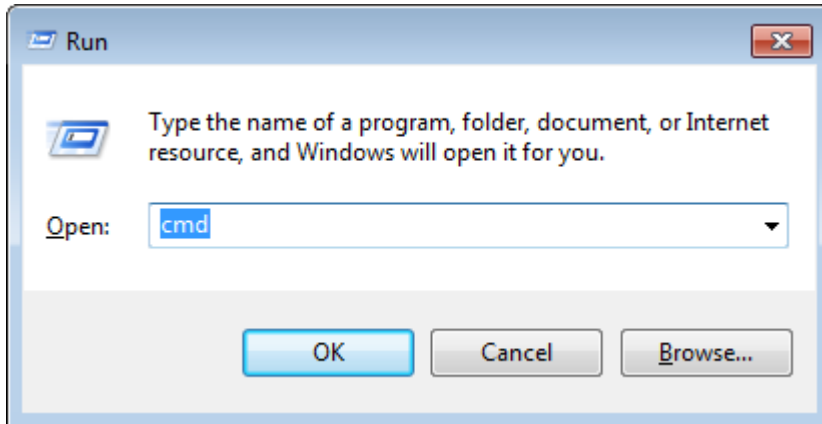 Run
Type the name of a program, folder, document, or Internet
resource, and Windows will open it for you.
Open: cmd
OK Cancel Browse...